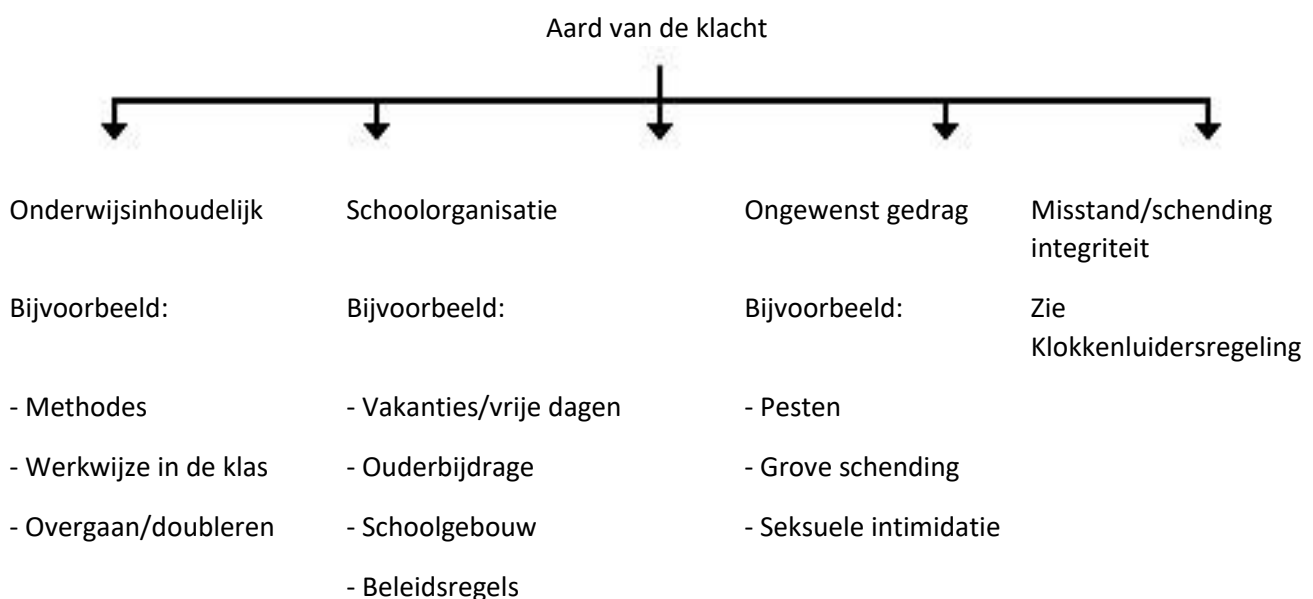 Aard van de klacht
Onderwijsinhoudelijk
Schoolorganisatie
Ongewenst gedrag
Misstand/schending
integriteit
Bijvoorbeeld:
Bijvoorbeeld:
Bijvoorbeeld:
Zie
Klokkenluidersregeling
- Methodes
- Vakanties/vrije dagen
- Pesten
- Werkwijze in de klas
- Ouderbijdrage
- Grove schending
- Overgaan/doubleren
- Schoolgebouw
- Seksuele intimidatie
- Beleidsregels